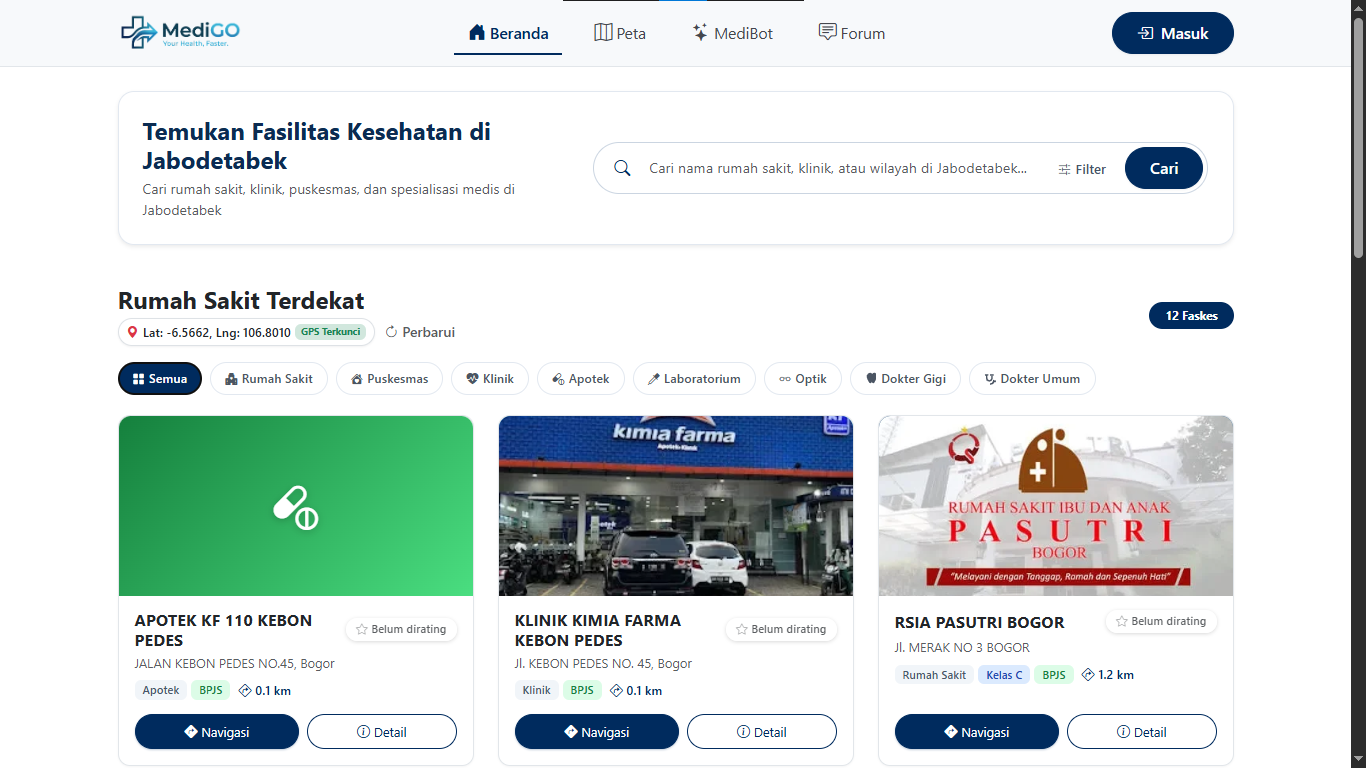 MediGO
Your Health, Faster.
Beranda
Peta
MediBot
Forum
Masuk
Temukan Fasilitas Kesehatan di
Jabodetabek
Cari rumah sakit, klinik, puskesmas, dan spesialisasi medis di
Jabodetabek
Cari nama rumah sakit, klinik, atau wilayah di Jabodetabek...
Filter
Cari
Rumah Sakit Terdekat
Lat: -6.5662, Lng: 106.8010 GPS Terkunci
Perbarui
12 Faskes
Semua
Rumah Sakit
Puskesmas
Klinik
Apotek
Laboratorium
Optik
Dokter Gigi
Dokter Umum
APOTEK KF 110 KEBON
PEDES
Belum dirating
JALAN KEBON PEDES NO.45, Bogor
Apotek BPJS 0.1 km
Navigasi
Detail
kimia farma
Apotek Klinik
KLINIK KIMIA FARMA
KEBON PEDES
Belum dirating
Jl. KEBON PEDES NO. 45, Bogor
Klinik BPJS 0.1 km
Navigasi
Detail
RUMAH SAKIT IBU DAN ANAK
PASUTRI
BOGOR
"Melayani dengan Tanggap, Ramah dan Sepenuh Hati"
RSIA PASUTRI BOGOR
Belum dirating
Jl. MERAK NO 3 BOGOR
Rumah Sakit Kelas C BPJS 1.2 km
Navigasi
Detail